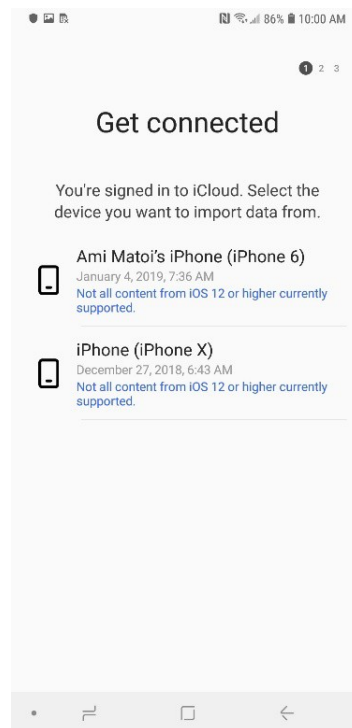 86% 10:00 AM
1 2 3
Get connected
You're signed in to iCloud. Select the
device you want to import data from.
Ami Matoi's iPhone (iPhone 6)
January 4, 2019, 7:36 AM
Not all content from iOS 12 or higher currently
supported.
iPhone (iPhone X)
December 27, 2018, 6:43 AM
Not all content from iOS 12 or higher currently
supported.